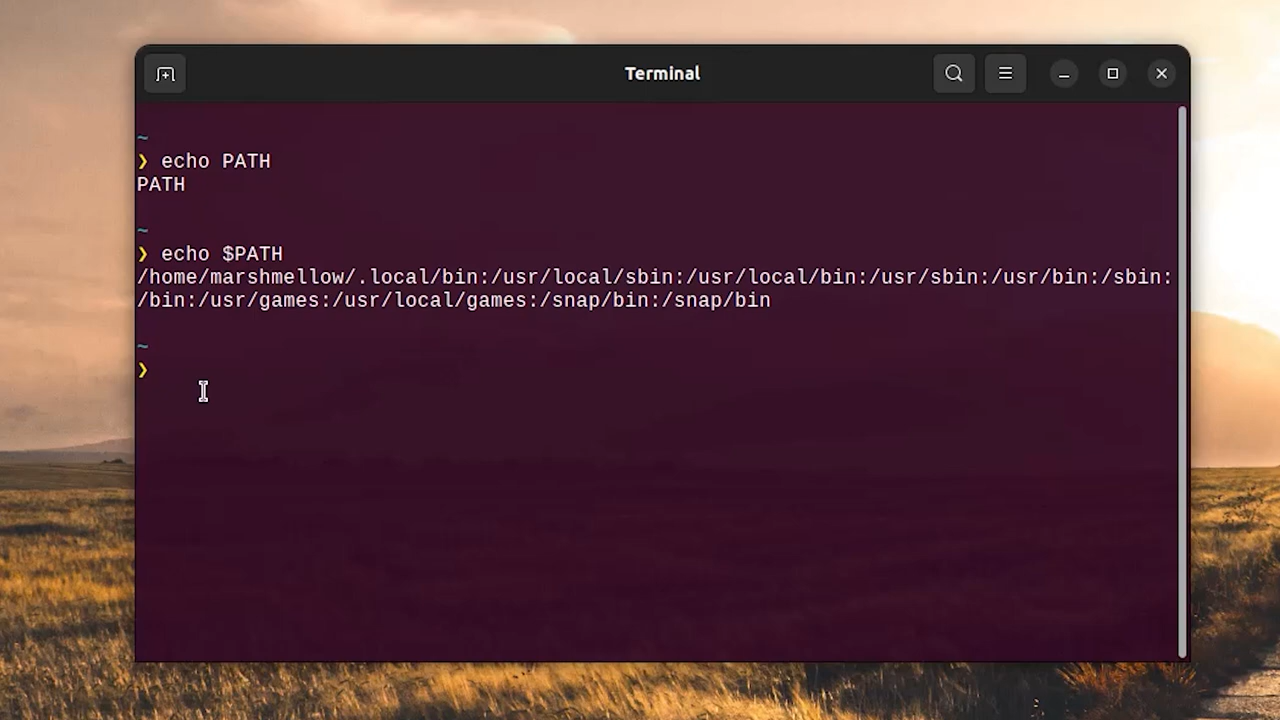 Terminal
~
❯ echo PATH
PATH
~
❯ echo $PATH
/home/marshmellow/.local/bin:/usr/local/sbin:/usr/local/bin:/usr/sbin:/usr/bin:/sbin:
/bin:/usr/games:/usr/local/games:/snap/bin:/snap/bin
~
❯